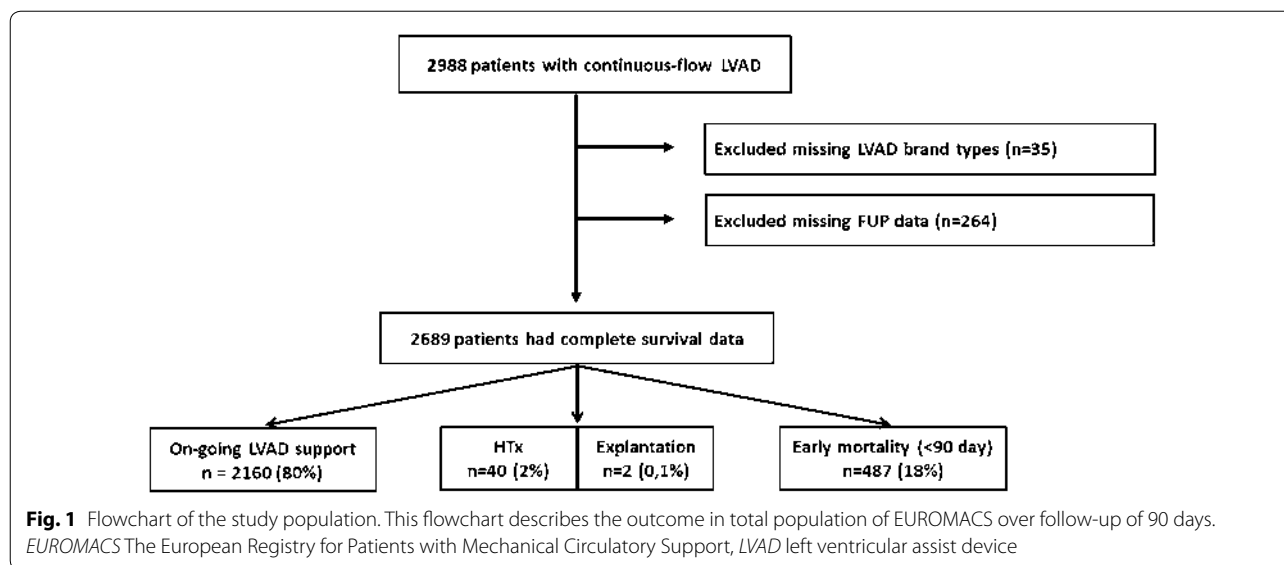 2988 patients with continuous-flow LVAD
Excluded missing LVAD brand types (n=35)
Excluded missing FUP data (n=264)
2689 patients had complete survival data
On-going LVAD support
n = 2160 (80%)
HTx
n=40 (2%)
Explantation
n=2 (0,1%)
Early mortality (<90 day)
n=487 (18%)
Fig. 1 Flowchart of the study population. This flowchart describes the outcome in total population of EUROMACS over follow-up of 90 days.
EUROMACS The European Registry for Patients with Mechanical Circulatory Support, LVAD left ventricular assist device